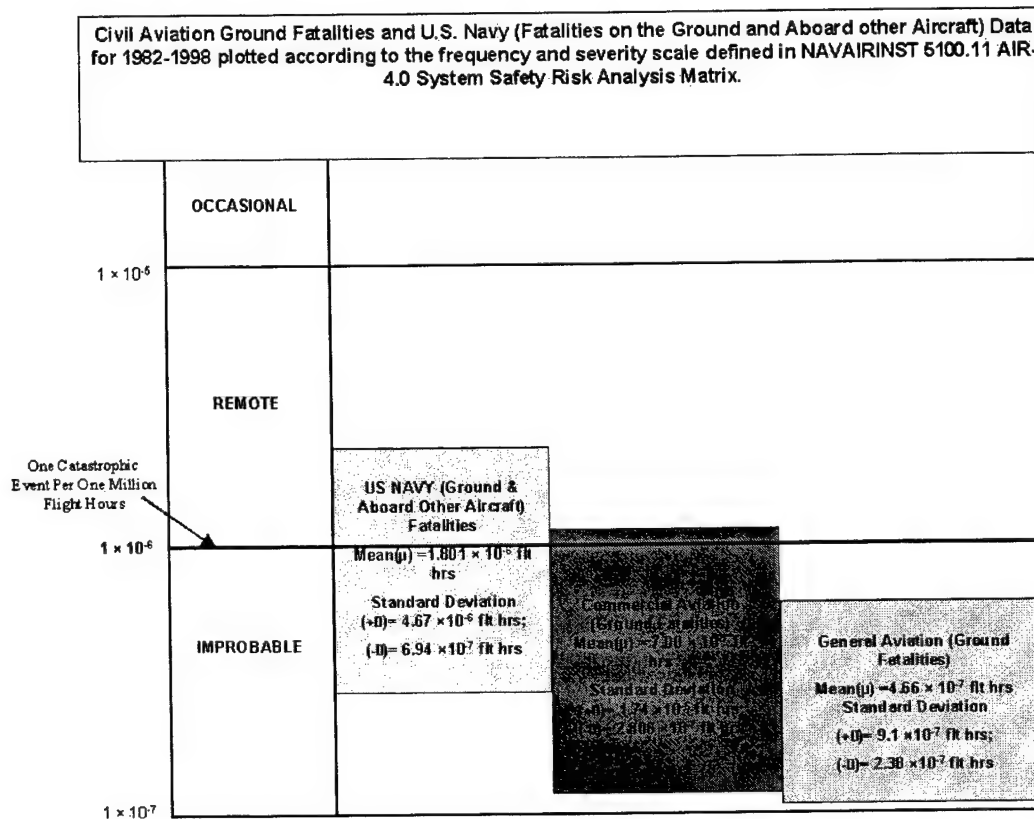 Civil Aviation Ground Fatalities and U.S. Navy (Fatalities on the Ground and Aboard other Aircraft) Data
for 1982-1998 plotted according to the frequency and severity scale defined in NAVAIRINST 5100.11 AIR-
4.0 System Safety Risk Analysis Matrix.
OCCASIONAL
1 × 10⁻⁵
REMOTE
One Catastrophic
Event Per One Million
Flight Hours
1 × 10⁻⁶
IMPROBABLE
1 × 10⁻⁷
US NAVY (Ground &
Aboard Other Aircraft)
Fatalities
Mean(μ) =1.801 × 10⁻⁶ flt
hrs
Standard Deviation
(+σ)= 4.67 ×10⁻⁶ flt hrs;
(-σ)= 6.94 ×10⁻⁷ flt hrs
Commercial Aviation
(Ground Fatalities)
Mean(μ) =
hrs
Standard Deviation
flt hrs
flt hrs
General Aviation (Ground
Fatalities)
Mean(μ) =4.66 × 10⁻⁷ flt hrs
Standard Deviation
(+σ)= 9.1 ×10⁻⁷ flt hrs;
(-σ)= 2.38 ×10⁻⁷ flt hrs